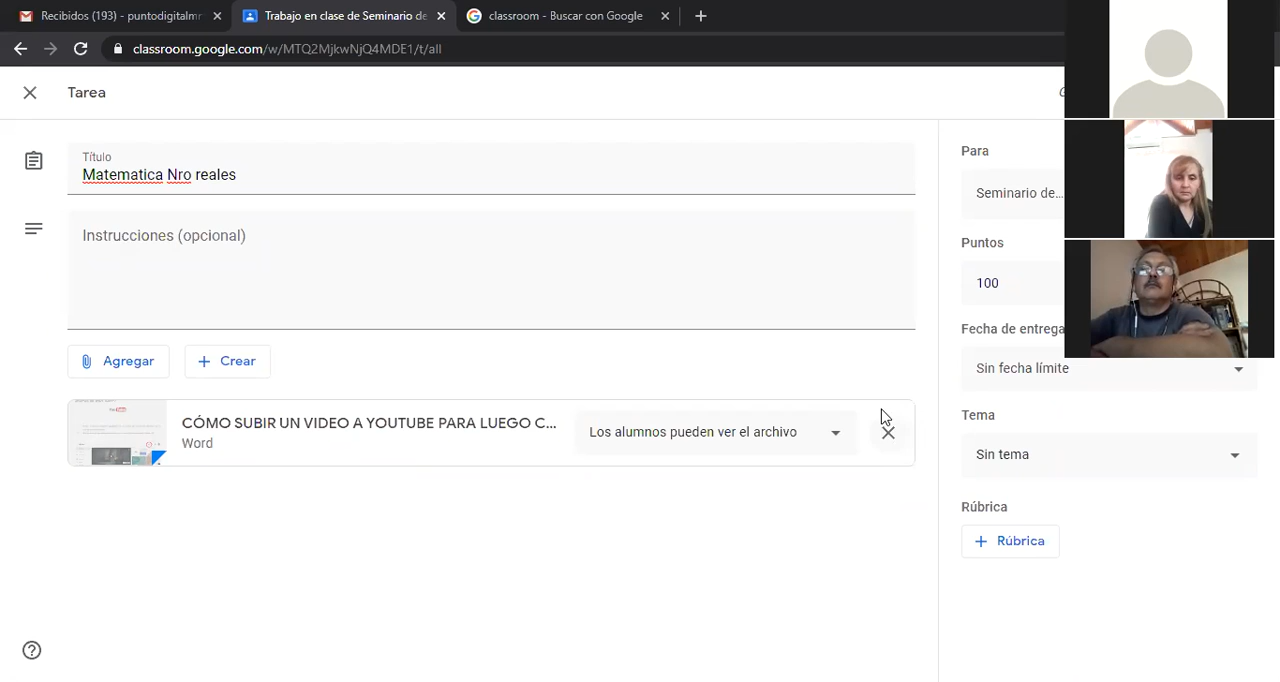 Recibidos (193) - puntodigitalmr
Trabajo en clase de Seminario de
classroom - Buscar con Google
classroom.google.com/w/MTQ2MjkwNjQ4MDE1/t/all
Tarea
Título
Matematica Nro reales
Instrucciones (opcional)
Agregar
Crear
CÓMO SUBIR UN VIDEO A YOUTUBE PARA LUEGO C...
Word
Los alumnos pueden ver el archivo
Para
Seminario de...
Puntos
100
Fecha de entrega
Sin fecha límite
Tema
Sin tema
Rúbrica
Rúbrica